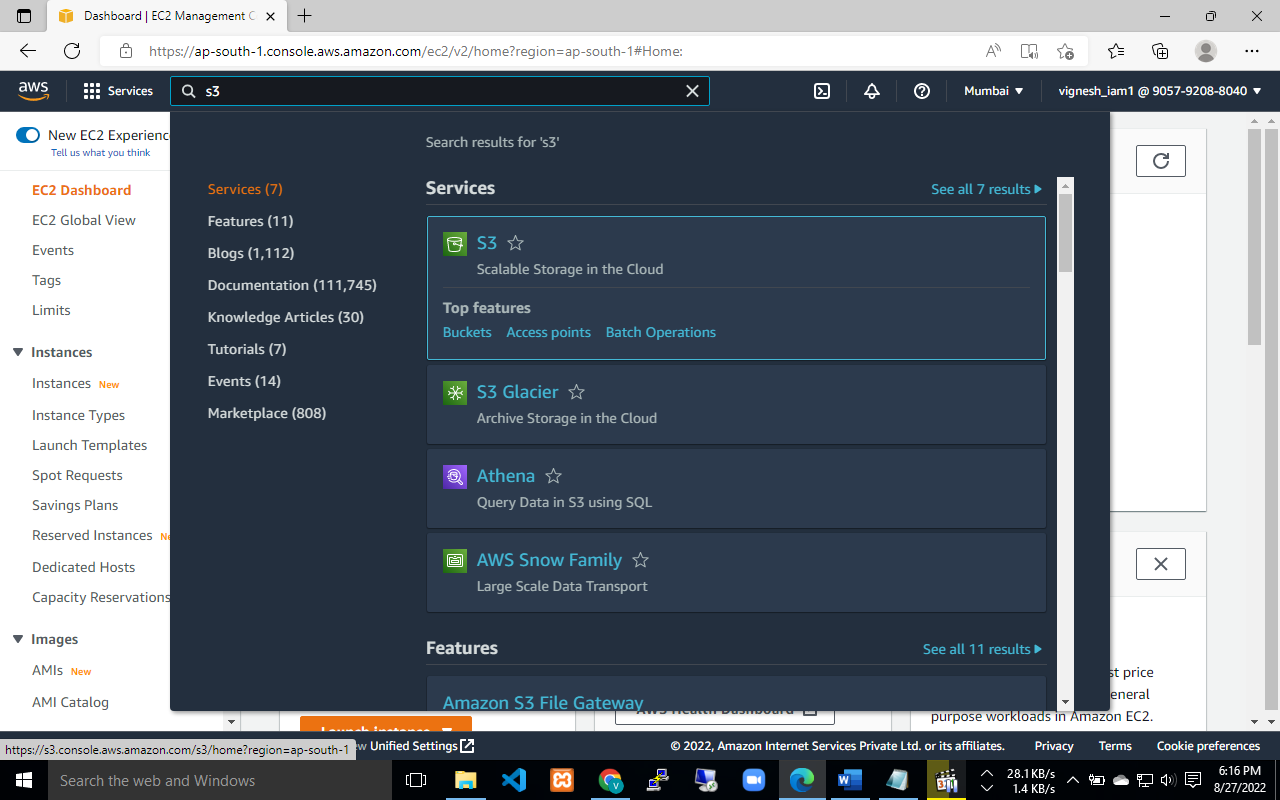 Dashboard | EC2 Management C
https://ap-south-1.console.aws.amazon.com/ec2/v2/home?region=ap-south-1#Home:
aws Services s3 Mumbai vignesh_iam1 @ 9057-9208-8040
New EC2 Experience
Tell us what you think
EC2 Dashboard
EC2 Global View
Events
Tags
Limits
Instances
Instances New
Instance Types
Launch Templates
Spot Requests
Savings Plans
Reserved Instances Ne
Dedicated Hosts
Capacity Reservations
Images
AMIs New
AMI Catalog
Search results for 's3'
Services (7)
Features (11)
Blogs (1,112)
Documentation (111,745)
Knowledge Articles (30)
Tutorials (7)
Events (14)
Marketplace (808)
Services See all 7 results
S3
Scalable Storage in the Cloud
Top features
Buckets Access points Batch Operations
S3 Glacier
Archive Storage in the Cloud
Athena
Query Data in S3 using SQL
AWS Snow Family
Large Scale Data Transport
Features See all 11 results
Amazon S3 File Gateway
st price
eneral
purpose workloads in Amazon EC2.
AWS Health Dashboard
Launch instance
https://s3.console.aws.amazon.com/s3/home?region=ap-south-1
Unified Settings
© 2022, Amazon Internet Services Private Ltd. or its affiliates. Privacy Terms Cookie preferences
Search the web and Windows
28.1 KB/s
1.4 KB/s
6:16 PM
8/27/2022